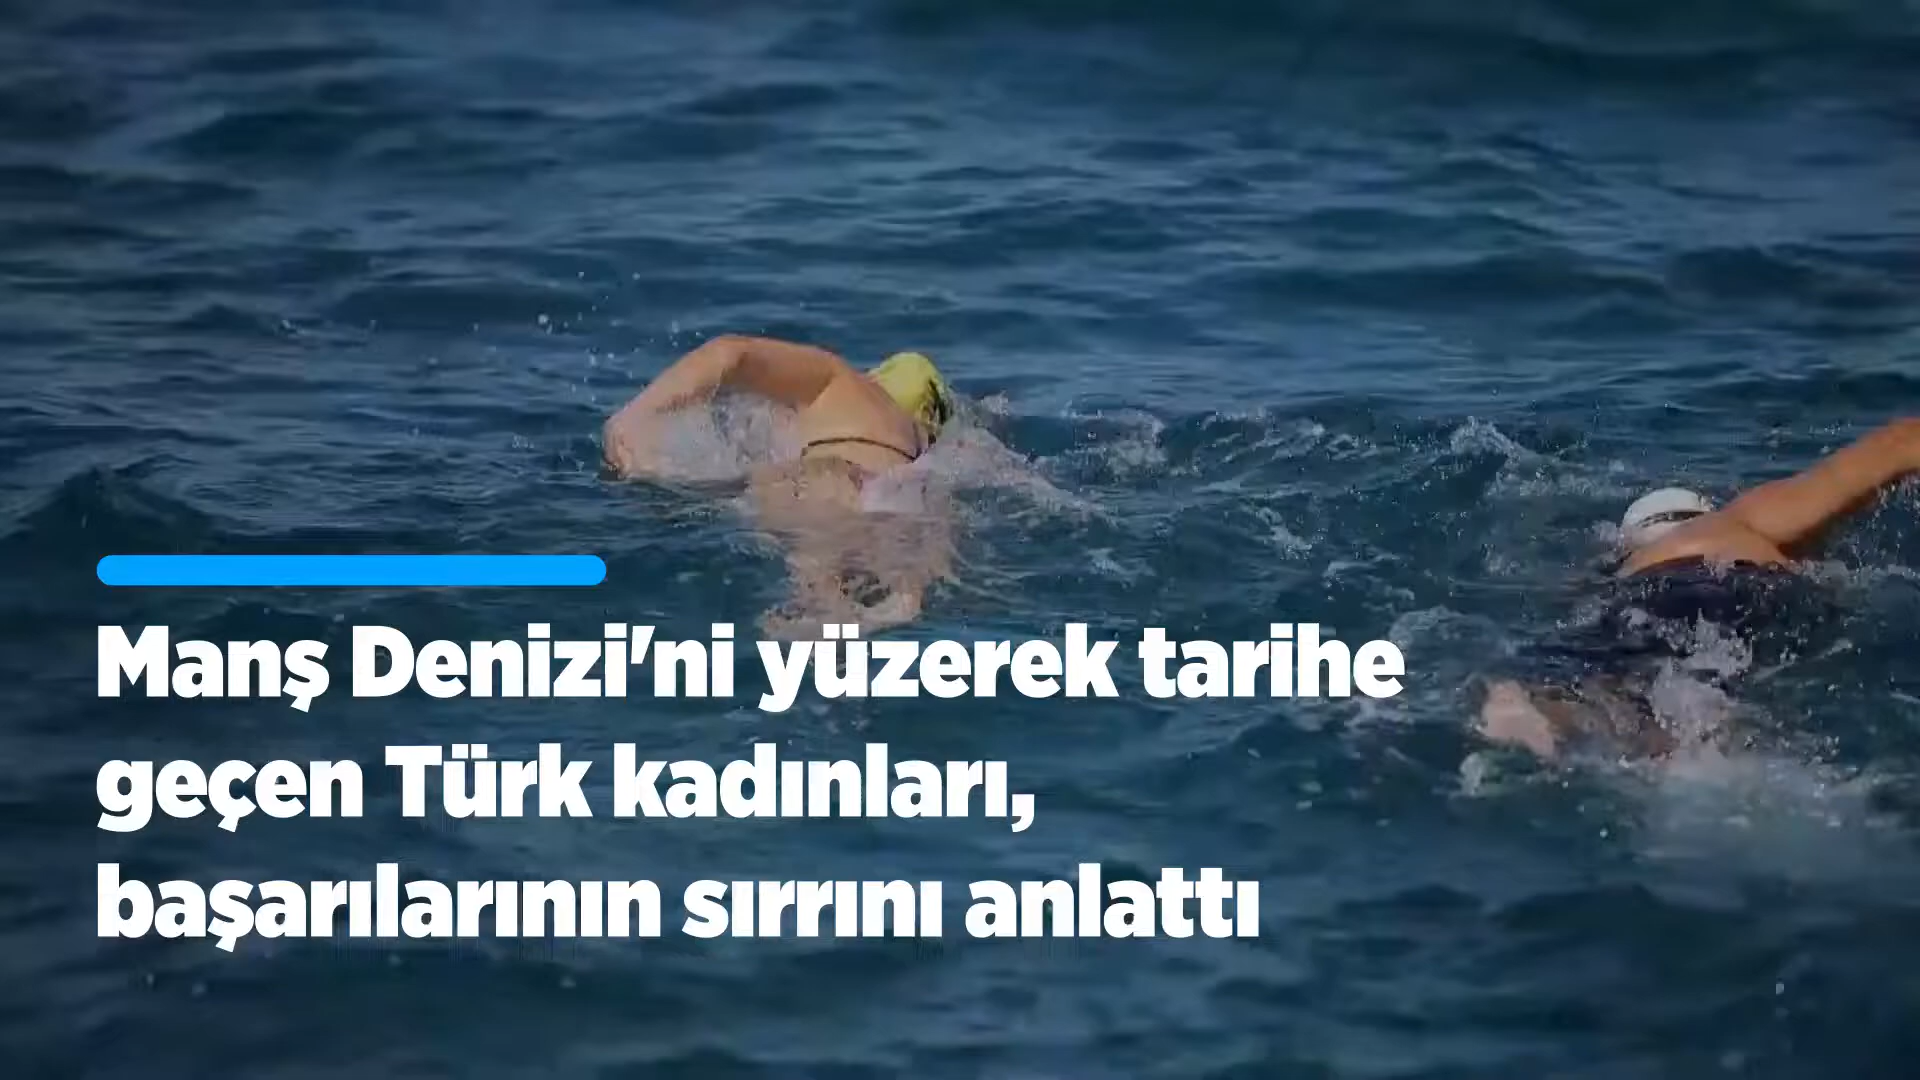 Manş Denizi'ni yüzerek tarihe
geçen Türk kadınları,
başarılarının sırrını anlattı